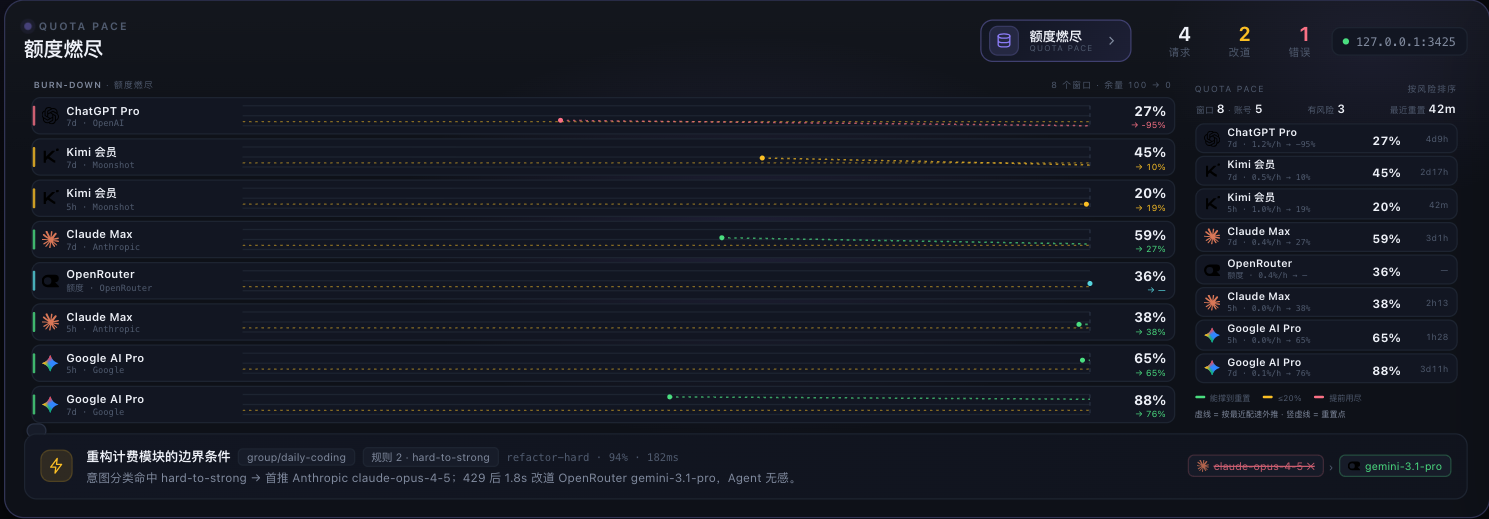 QUOTA PACE
额度燃尽
额度燃尽
QUOTA PACE
4
请求
2
改道
1
错误
127.0.0.1:3425
BURN-DOWN · 额度燃尽
8 个窗口 · 余量 100 → 0
ChatGPT Pro
7d · OpenAI
27%
→ -95%
Kimi 会员
7d · Moonshot
45%
→ 10%
Kimi 会员
5h · Moonshot
20%
→ 19%
Claude Max
7d · Anthropic
59%
→ 27%
OpenRouter
额度 · OpenRouter
36%
→ —
Claude Max
5h · Anthropic
38%
→ 38%
Google AI Pro
5h · Google
65%
→ 65%
Google AI Pro
7d · Google
88%
→ 76%
QUOTA PACE
按风险排序
窗口 8 · 账号 5
有风险 3
最近重置 42m
ChatGPT Pro
7d · 1.2%/h → -95%
27%
4d9h
Kimi 会员
7d · 0.5%/h → 10%
45%
2d17h
Kimi 会员
5h · 1.0%/h → 19%
20%
42m
Claude Max
7d · 0.4%/h → 27%
59%
3d1h
OpenRouter
额度 · 0.4%/h → —
36%
—
Claude Max
5h · 0.0%/h → 38%
38%
2h13
Google AI Pro
5h · 0.0%/h → 65%
65%
1h28
Google AI Pro
7d · 0.1%/h → 76%
88%
3d11h
能撑到重置
≤20%
提前用尽
虚线 = 按最近配速外推 · 竖虚线 = 重置点
重构计费模块的边界条件
group/daily-coding
规则 2 · hard-to-strong
refactor-hard · 94% · 182ms
意图分类命中 hard-to-strong → 首推 Anthropic claude-opus-4-5；429 后 1.8s 改道 OpenRouter gemini-3.1-pro，Agent 无感。
claude-opus-4-5 ✕
›
gemini-3.1-pro